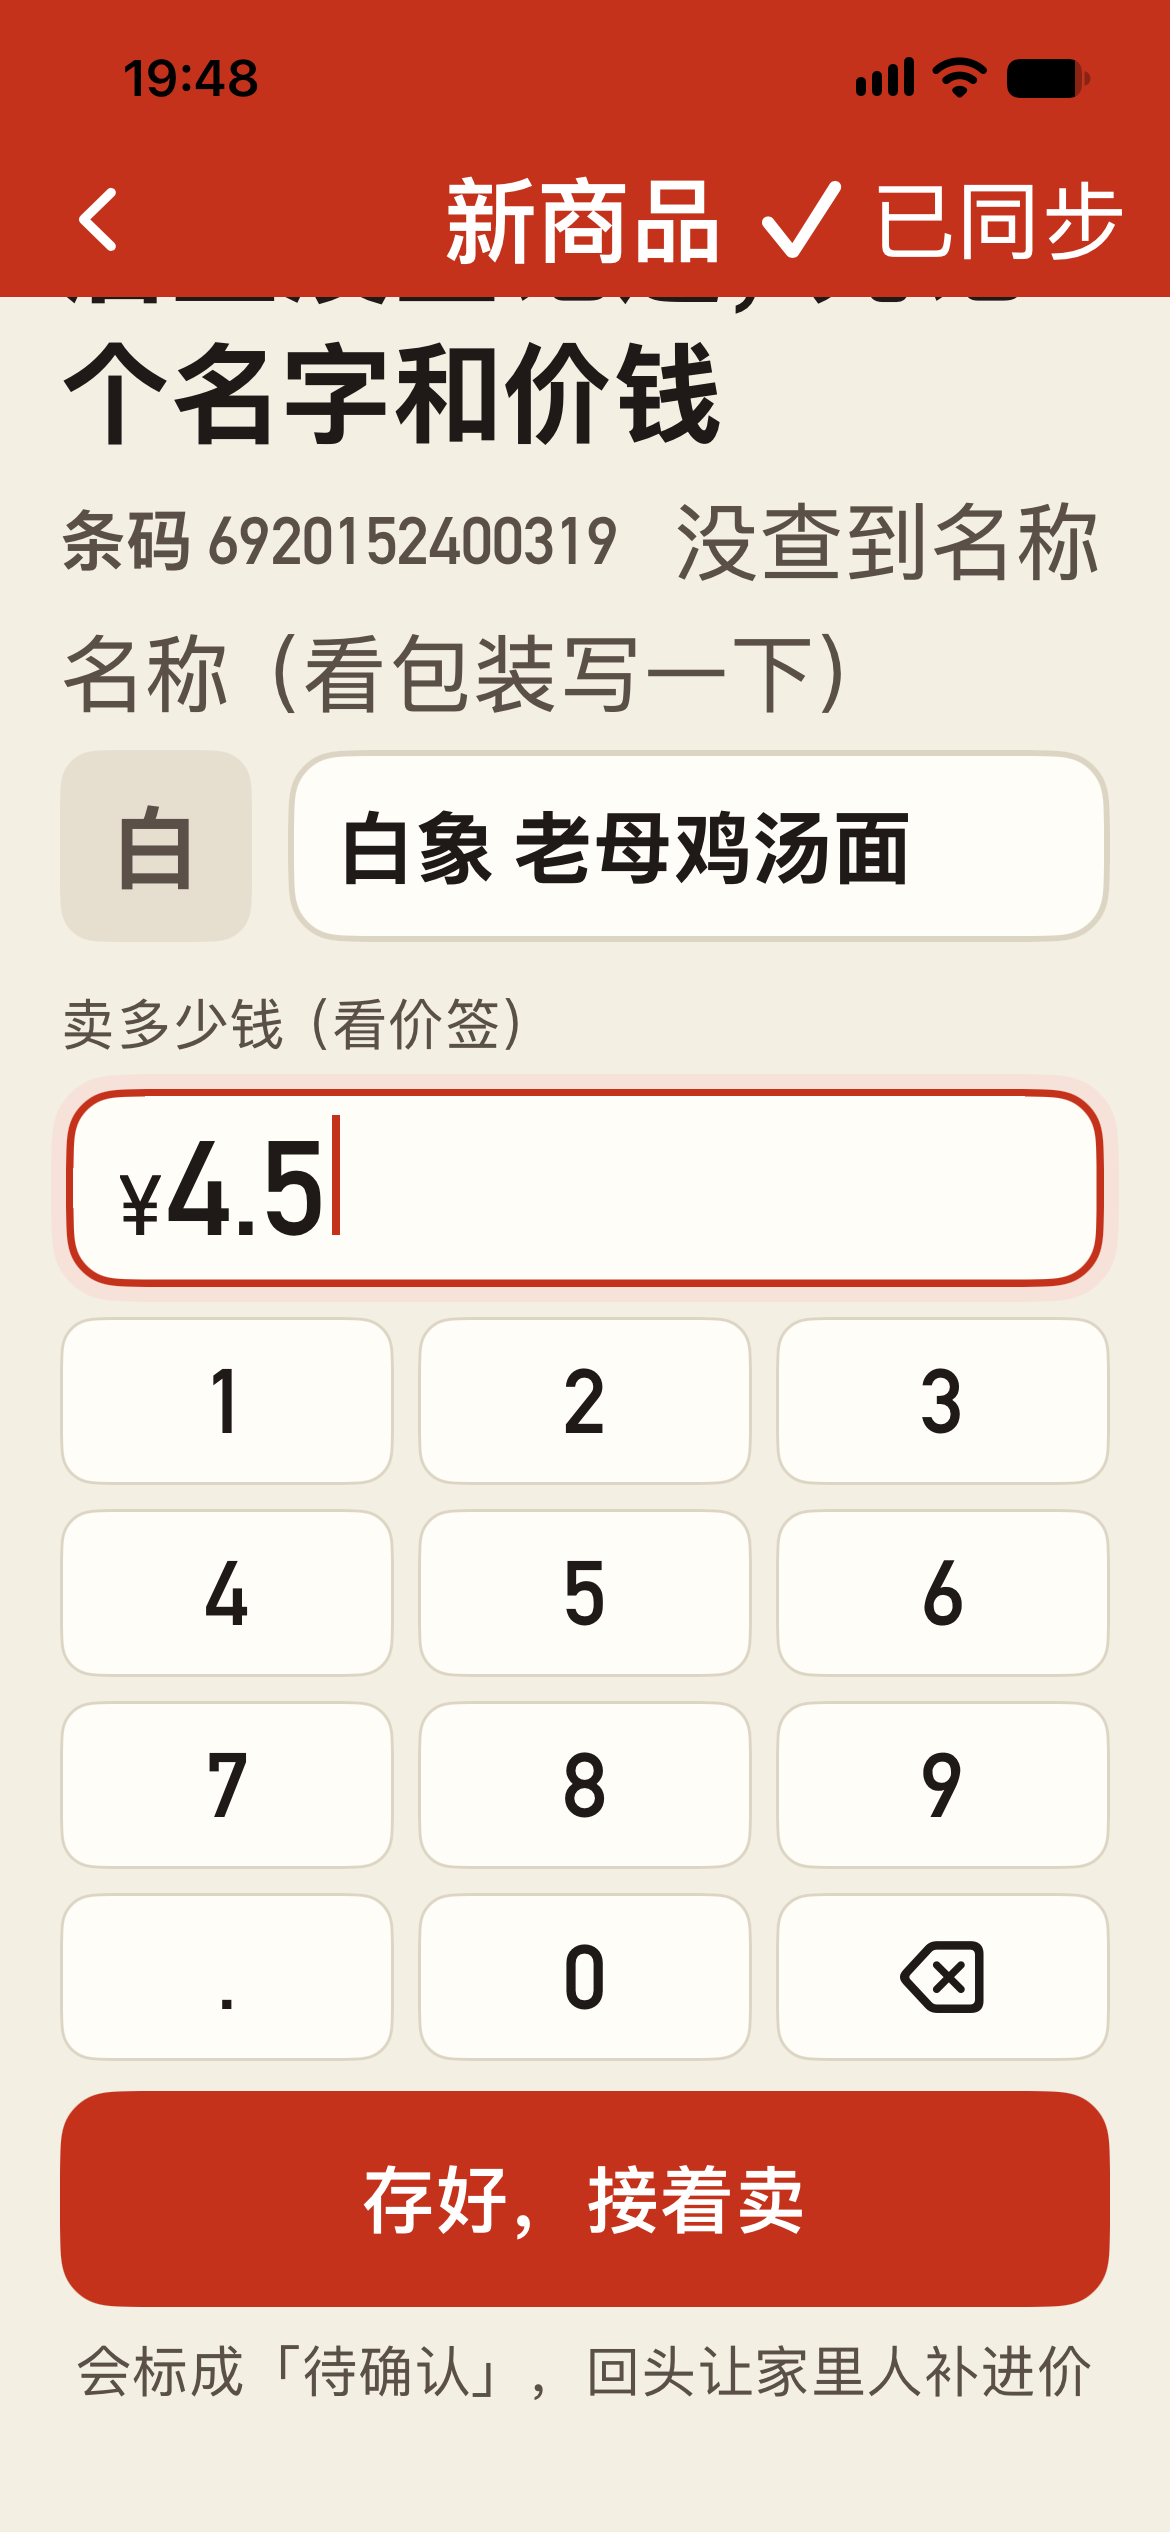 19:48
新商品 已同步
个名字和价钱
条码 6920152400319 没查到名称
名称（看包装写一下）
白
白象 老母鸡汤面
卖多少钱（看价签）
¥4.5
1 2 3
4 5 6
7 8 9
. 0
存好，接着卖
会标成「待确认」，回头让家里人补进价